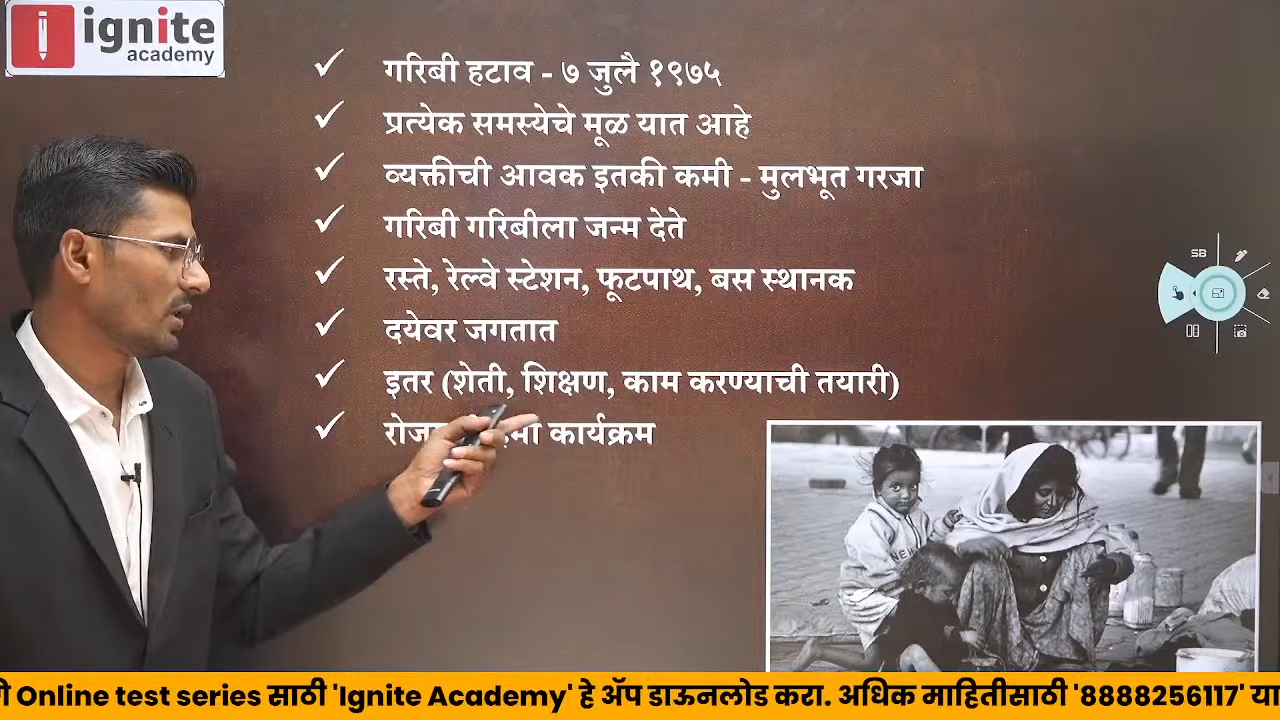 ignite
academy
गरिबी हटाव - ७ जुलै १९७५
प्रत्येक समस्येचे मूळ यात आहे
व्यक्तीची आवक इतकी कमी - मुलभूत गरजा
गरिबी गरिबीला जन्म देते
रस्ते, रेल्वे स्टेशन, फूटपाथ, बस स्थानक
दयेवर जगतात
इतर (शेती, शिक्षण, काम करण्याची तयारी)
कार्यक्रम
SB
NEW
Online test series साठी 'Ignite Academy' हे ॲप डाऊनलोड करा. अधिक माहितीसाठी '8888256117' या